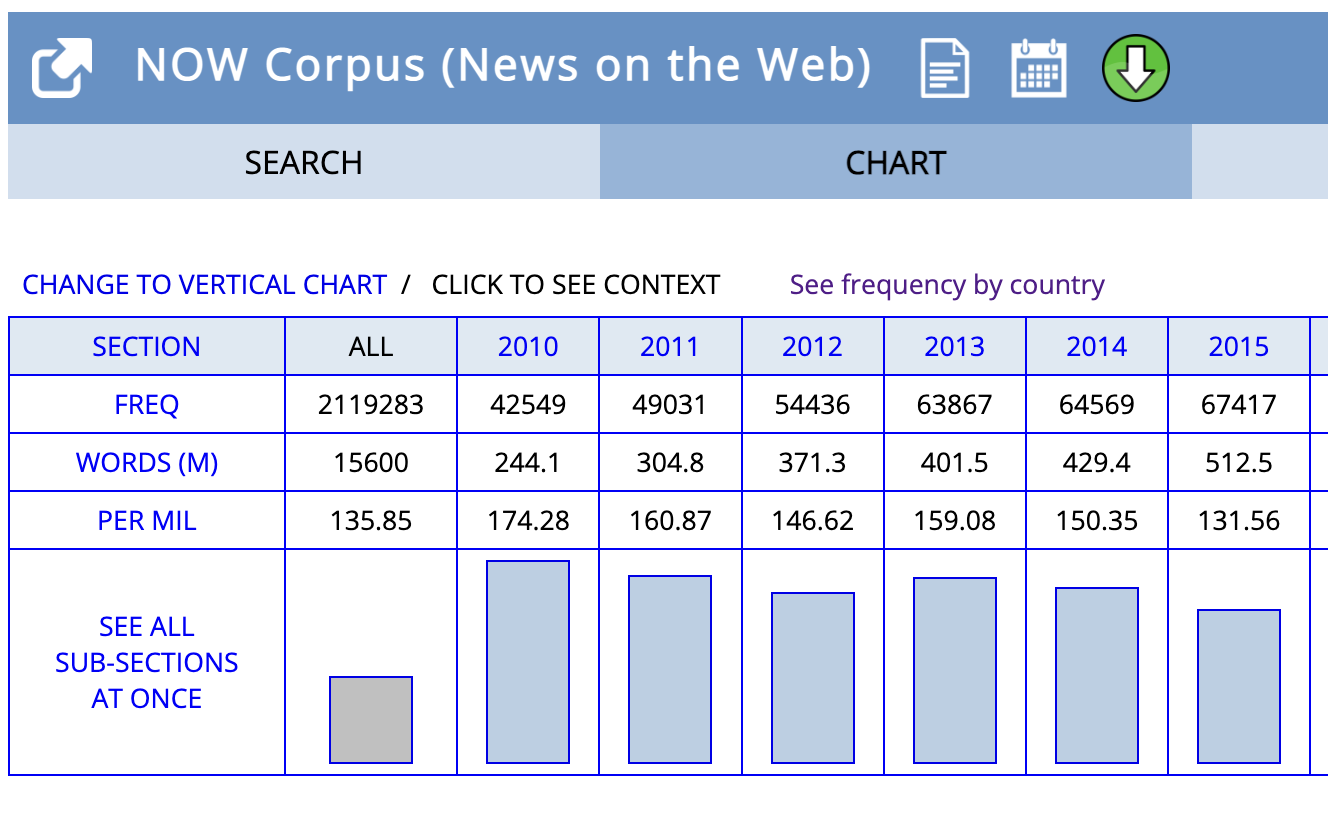 NOW Corpus (News on the Web)
SEARCH CHART
CHANGE TO VERTICAL CHART / CLICK TO SEE CONTEXT See frequency by country
SECTION ALL 2010 2011 2012 2013 2014 2015
FREQ 2119283 42549 49031 54436 63867 64569 67417
WORDS (M) 15600 244.1 304.8 371.3 401.5 429.4 512.5
PER MIL 135.85 174.28 160.87 146.62 159.08 150.35 131.56
SEE ALL
SUB-SECTIONS
AT ONCE